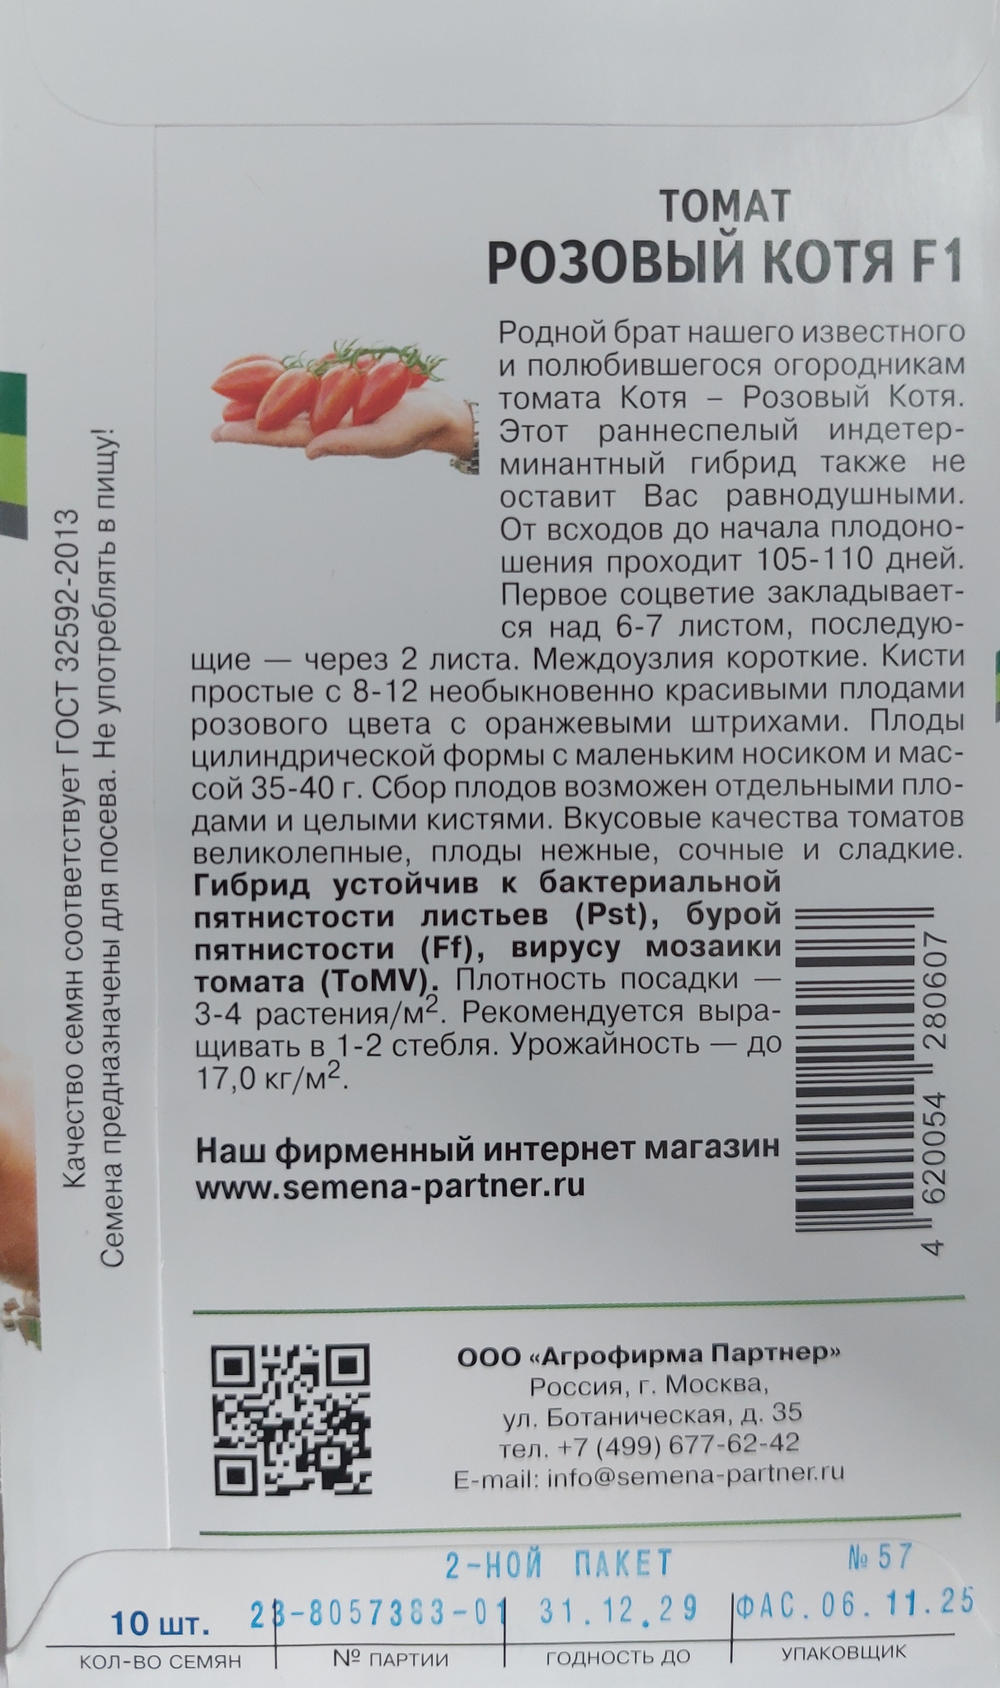 ТОМАТ
РОЗОВЫЙ КОТЯ F1
Родной брат нашего известного
и полюбившегося огородникам
томата Котя – Розовый Котя.
Этот раннеспелый индетер-
минантный гибрид также не
оставит Вас равнодушными.
От всходов до начала плодоно-
шения проходит 105-110 дней.
Первое соцветие закладывает-
ся над 6-7 листом, последую-
щие — через 2 листа. Междоузлия короткие. Кисти
простые с 8-12 необыкновенно красивыми плодами
розового цвета с оранжевыми штрихами. Плоды
цилиндрической формы с маленьким носиком и мас-
сой 35-40 г. Сбор плодов возможен отдельными пло-
дами и целыми кистями. Вкусовые качества томатов
великолепные, плоды нежные, сочные и сладкие.
Гибрид устойчив к бактериальной
пятнистости листьев (Pst), бурой
пятнистости (Ff), вирусу мозаики
томата (ToMV). Плотность посадки —
3-4 растения/м². Рекомендуется выра-
щивать в 1-2 стебля. Урожайность — до
17,0 кг/м².
Наш фирменный интернет магазин
www.semena-partner.ru
4 620054 280607
Качество семян соответствует ГОСТ 32592-2013
Семена предназначены для посева. Не употреблять в пищу!
ООО «Агрофирма Партнер»
Россия, г. Москва,
ул. Ботаническая, д. 35
тел. +7 (499) 677-62-42
E-mail: info@semena-partner.ru
2-НОЙ ПАКЕТ №57
10 шт. 23-8057383-01 31.12.29 ФАС.06.11.25
КОЛ-ВО СЕМЯН № ПАРТИИ ГОДНОСТЬ ДО УПАКОВЩИК